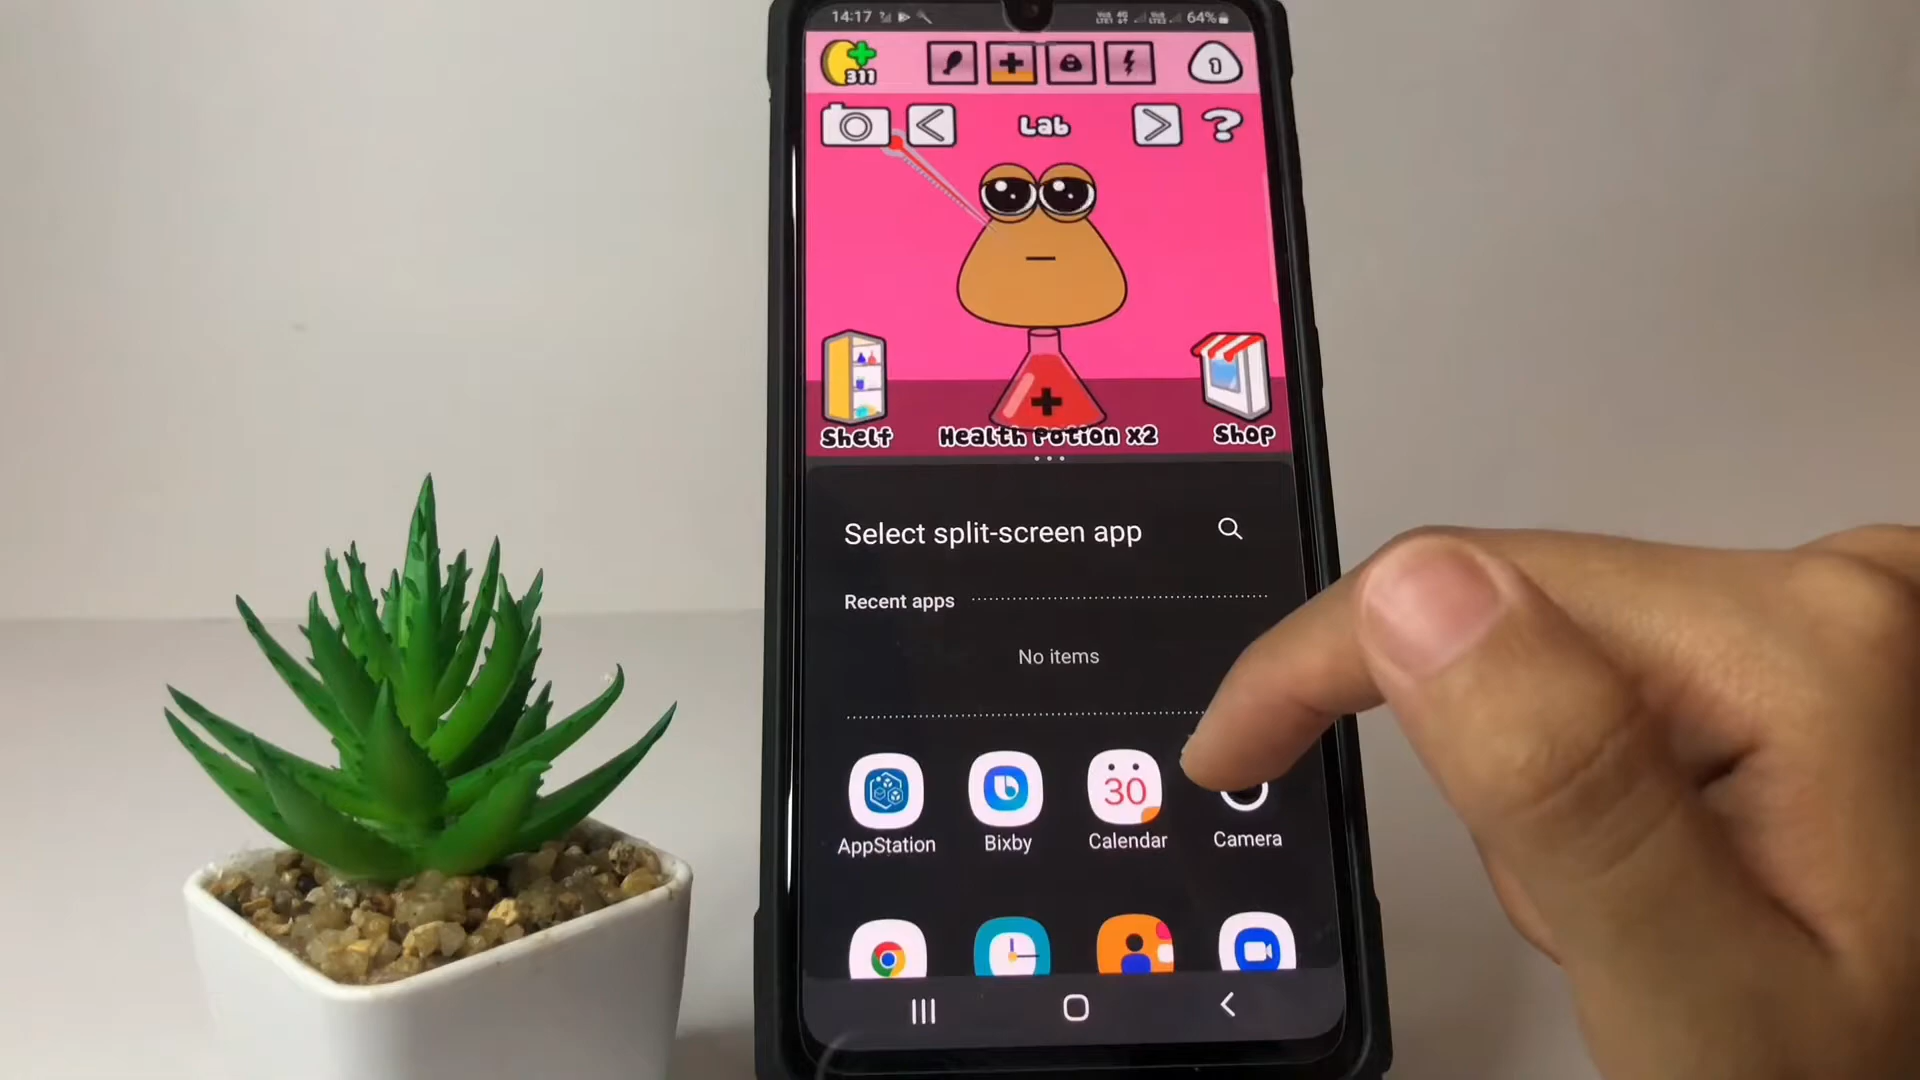 14:17
64%
311
1
Lab
?
Shelf
Health Potion x2
Shop
Select split-screen app
Recent apps
No items
30
AppStation
Bixby
Calendar
Camera